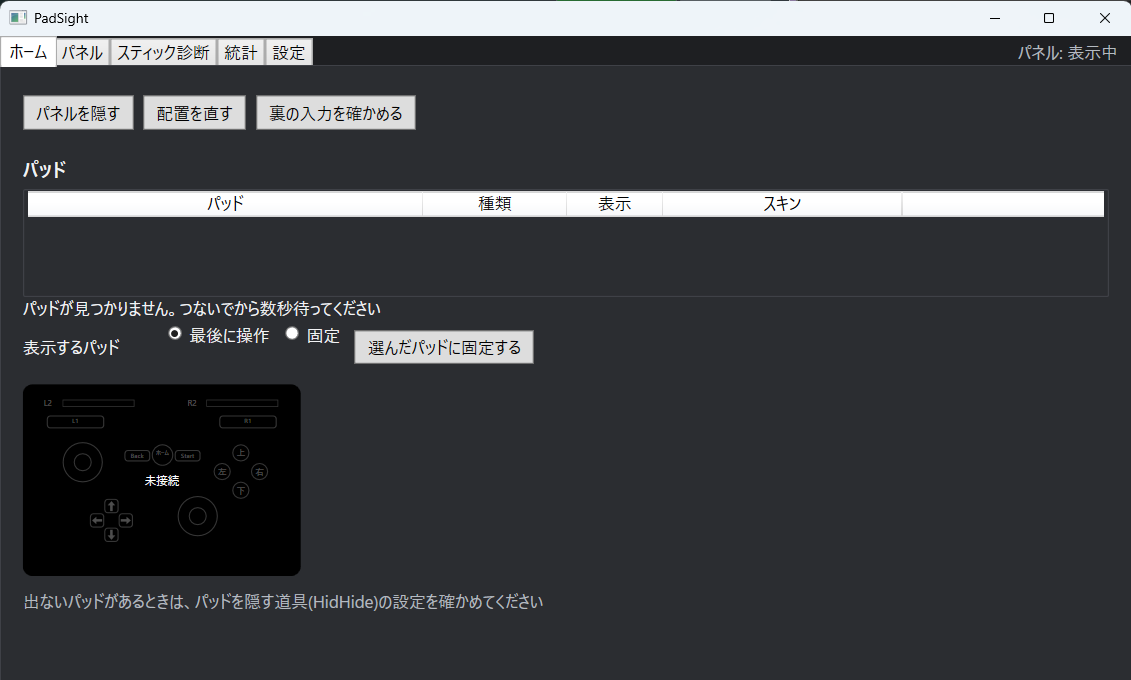 PadSight
ホーム パネル スティック診断 統計 設定 パネル: 表示中
パネルを隠す 配置を直す 裏の入力を確かめる
パッド
パッド 種類 表示 スキン
パッドが見つかりません。つないでから数秒待ってください
表示するパッド 最後に操作 固定 選んだパッドに固定する
L2 R2
L1 R1
Back ホーム Start 上
左 右
未接続
下
出ないパッドがあるときは、パッドを隠す道具(HidHide)の設定を確かめてください